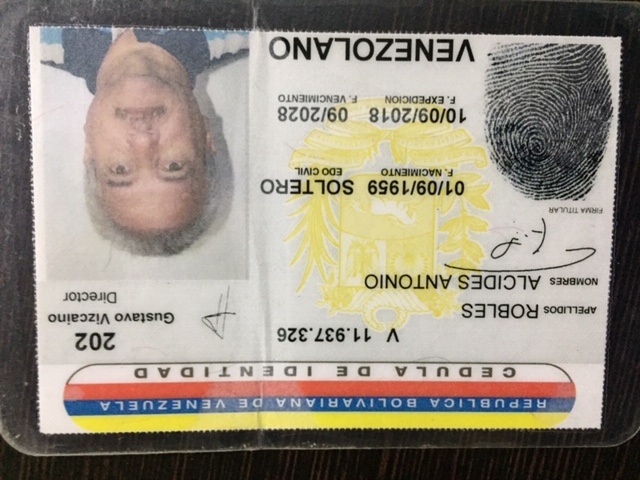 REPUBLICA BOLIVARIANA DE VENEZUELA
CEDULA DE IDENTIDAD
V 11.937.326
202
Gustavo Vizcaino
Director
APELLIDOS ROBLES
NOMBRES ALCIDES ANTONIO
FIRMA TITULAR
01/09/1959 SOLTERO
F. NACIMIENTO EDO CIVIL
10/09/2018 09/2028
F. EXPEDICION F. VENCIMIENTO
VENEZOLANO